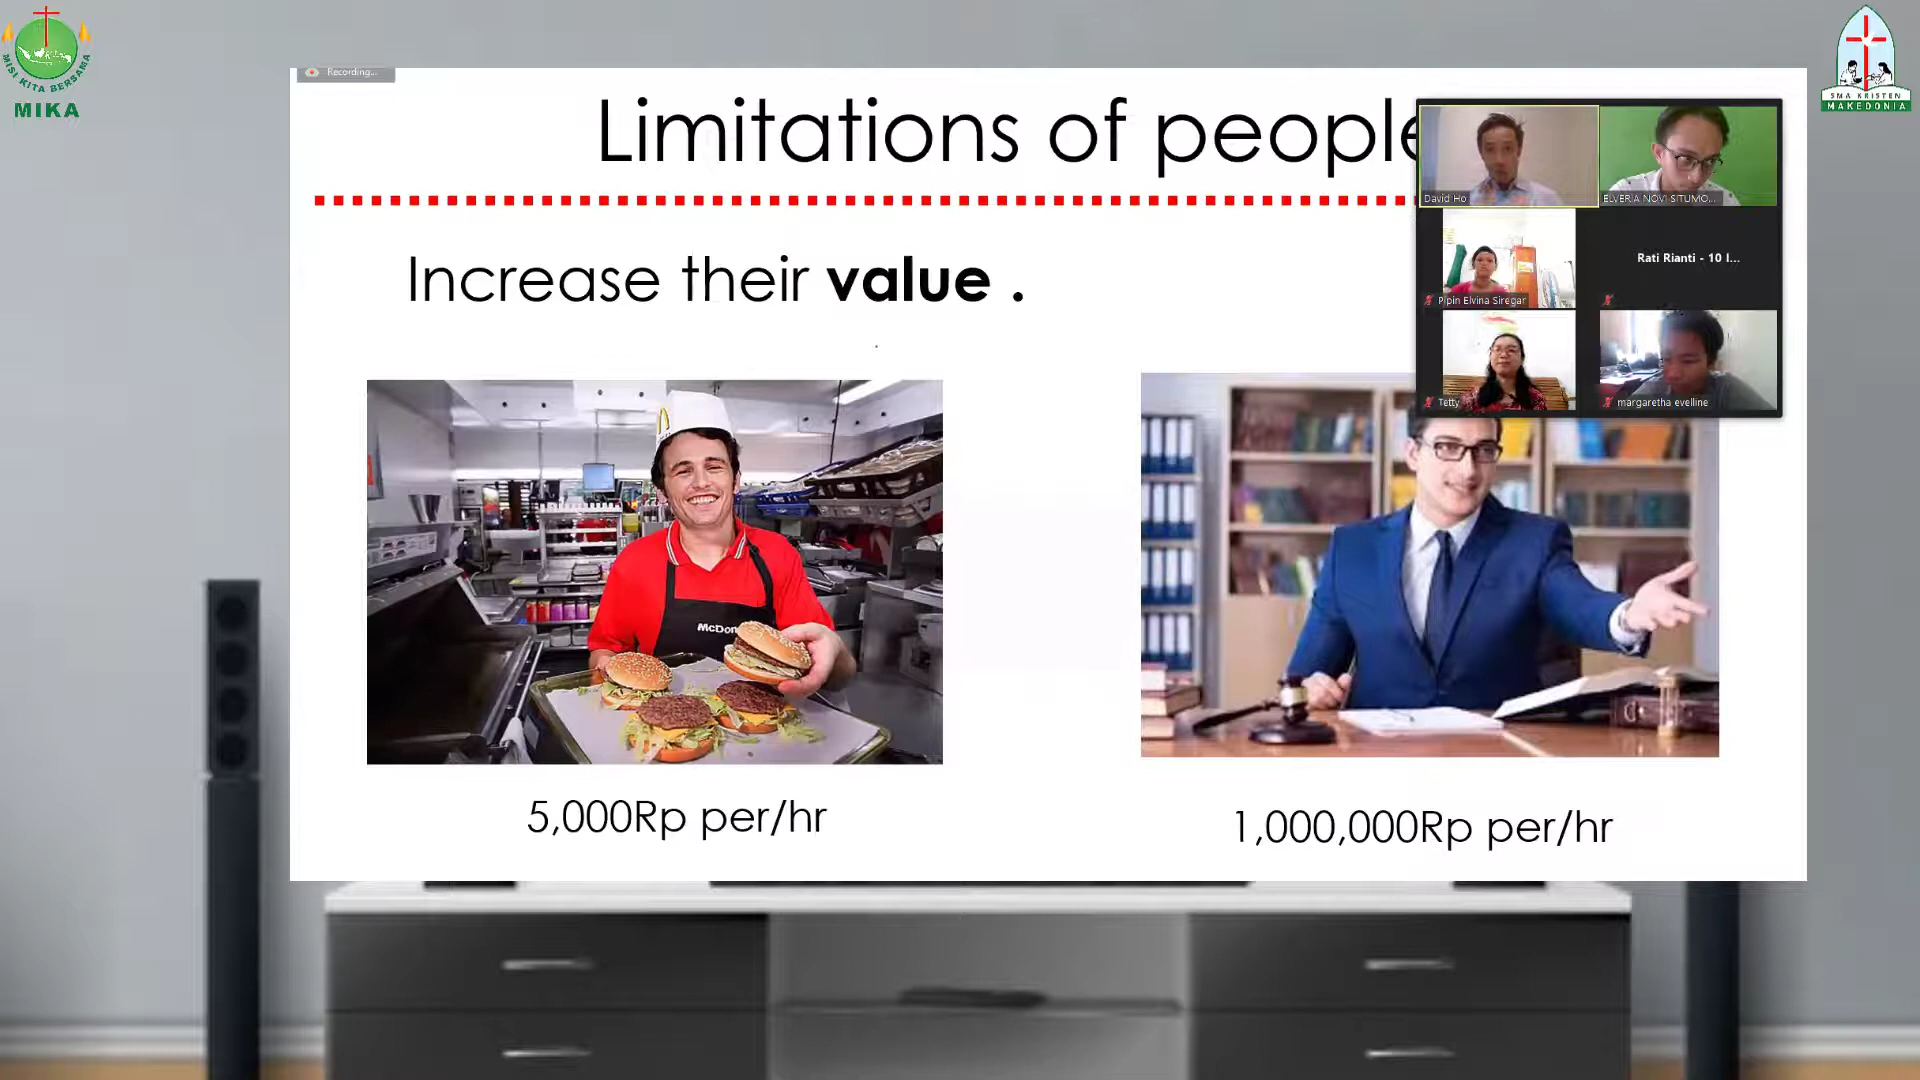 MISI KITA BERSAMA
MIKA
Recording...
Limitations of people
Increase their value .
David Ho
ELVERIA NOVI SITUMO...
Pipin Elvina Siregar
Rati Rianti - 10 I...
Tetty
margaretha evelline
McDon
5,000Rp per/hr
1,000,000Rp per/hr
SMA KRISTEN
MAKEDONIA